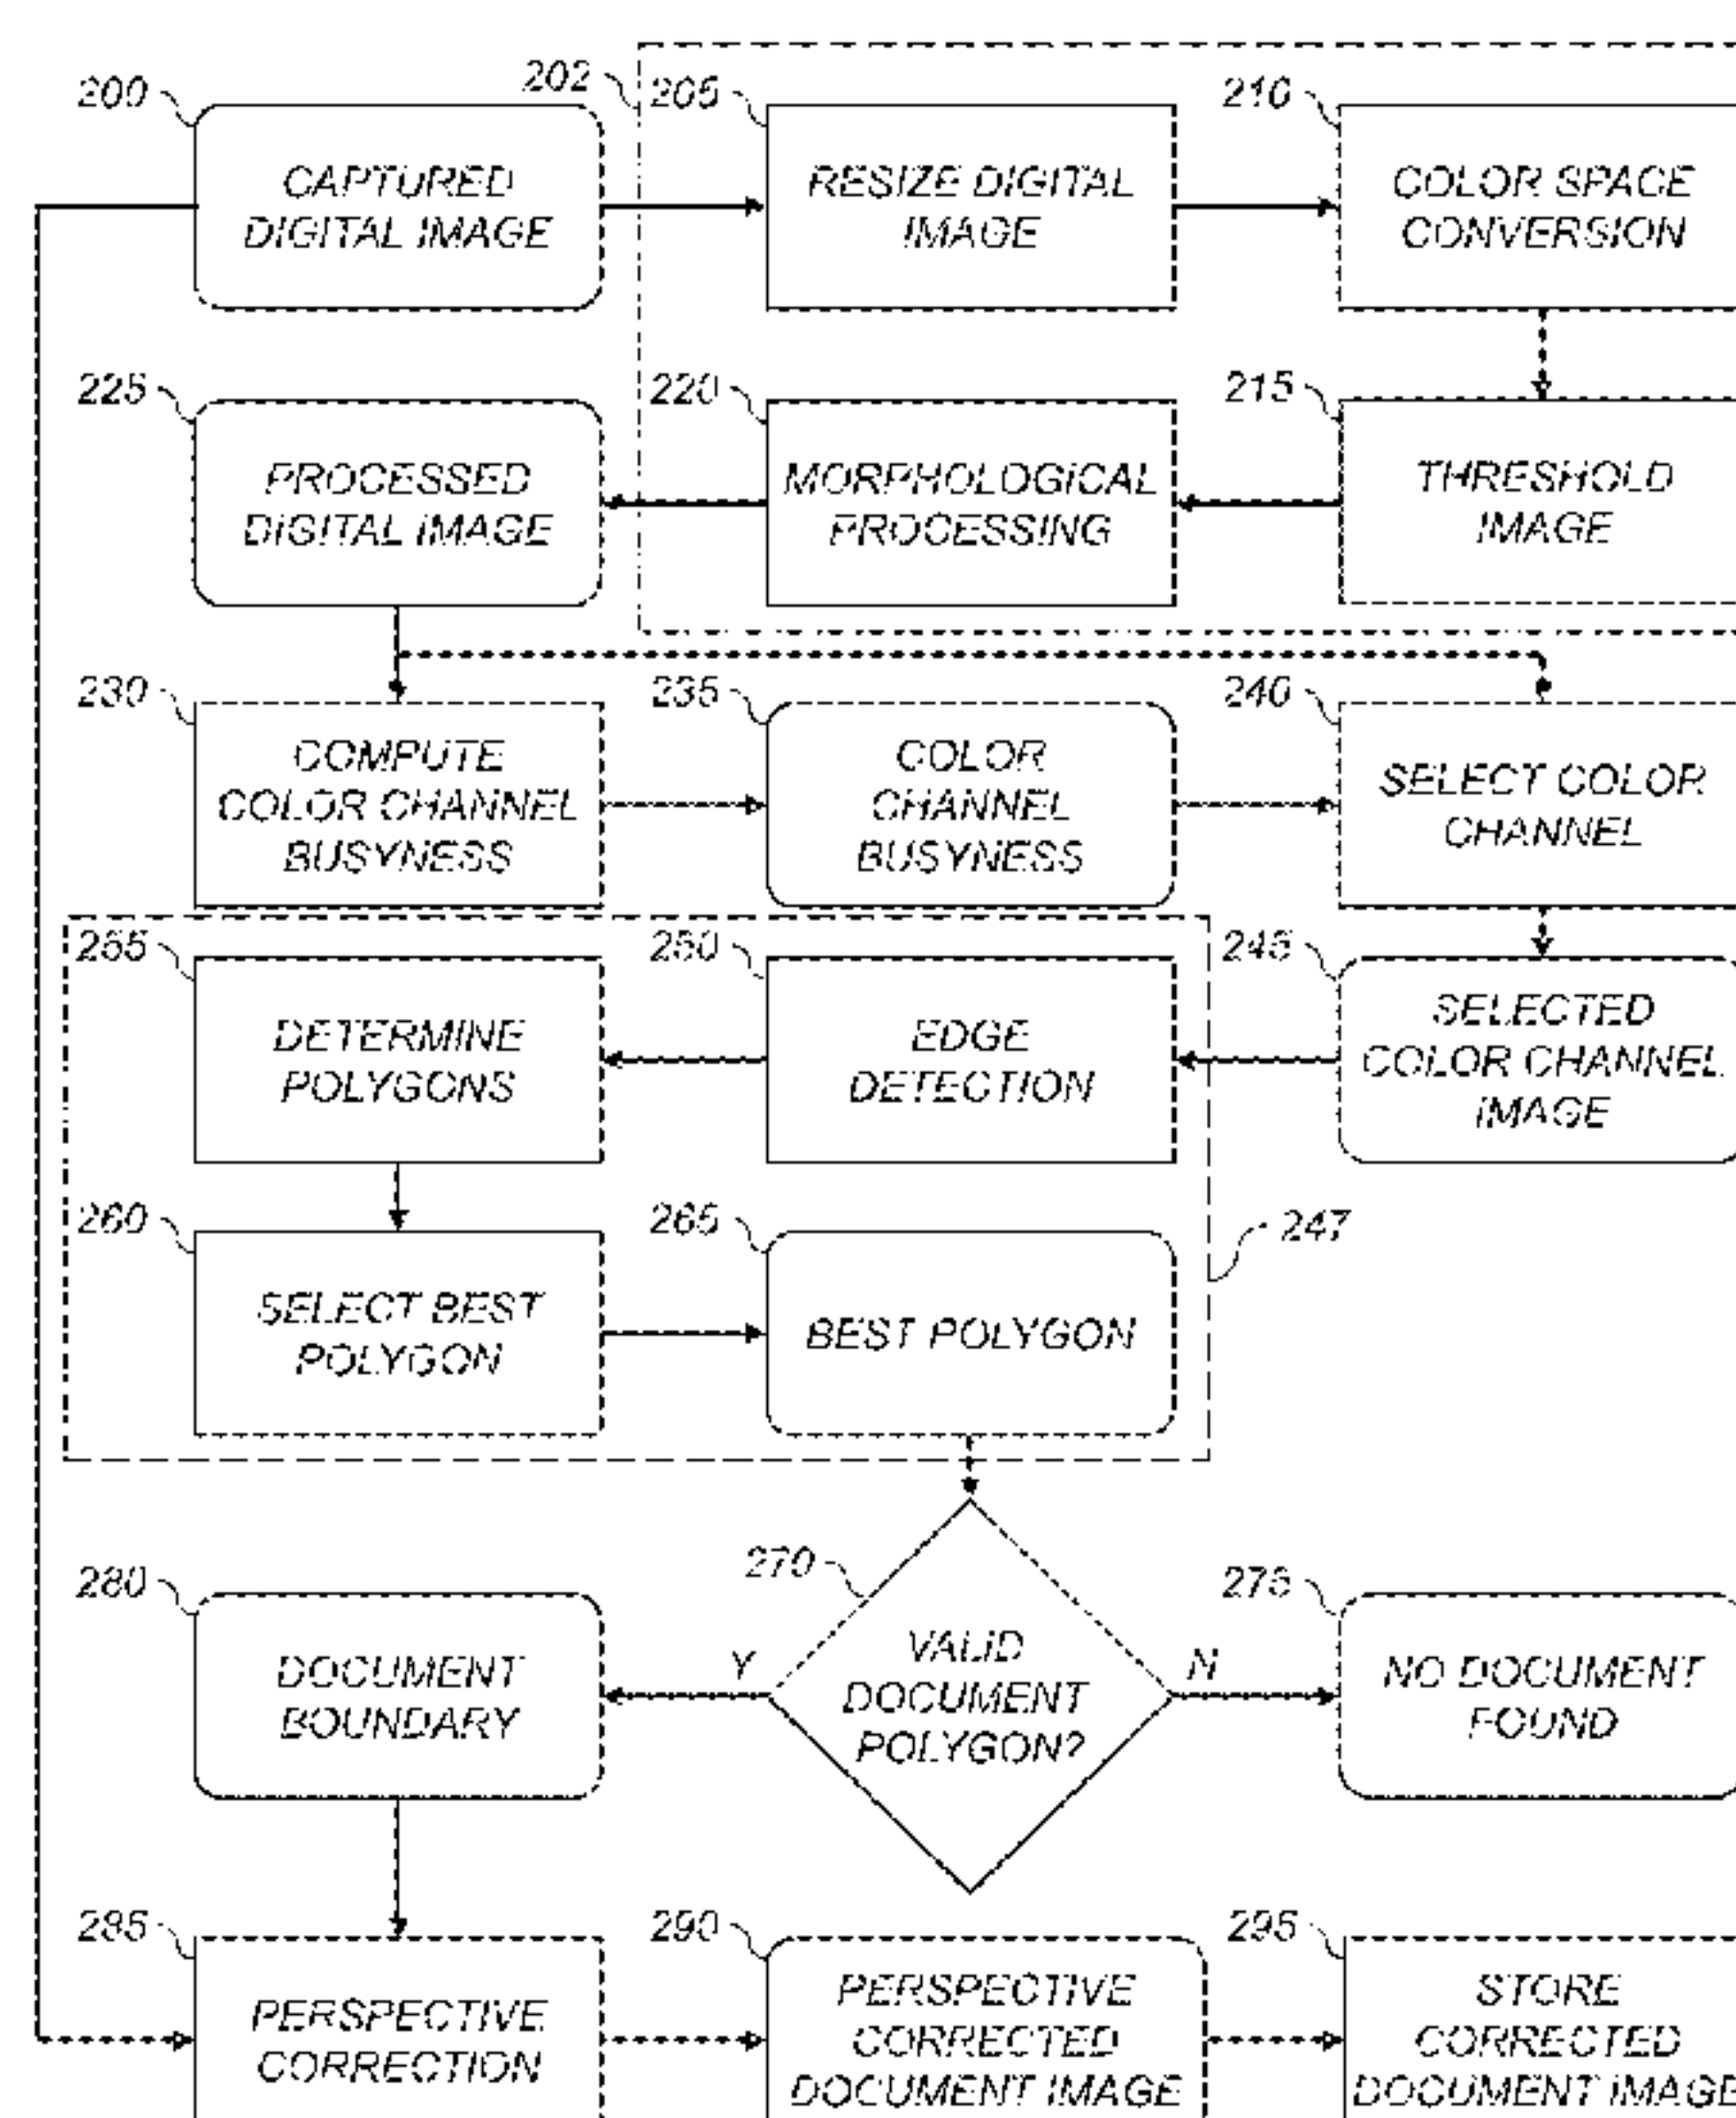 200
CAPTURED
DIGITAL IMAGE
202
205
RESIZE DIGITAL
IMAGE
210
COLOR SPACE
CONVERSION
225
PROCESSED
DIGITAL IMAGE
220
MORPHOLOGICAL
PROCESSING
215
THRESHOLD
IMAGE
230
COMPUTE
COLOR CHANNEL
BUSYNESS
235
COLOR
CHANNEL
BUSYNESS
240
SELECT COLOR
CHANNEL
255
DETERMINE
POLYGONS
250
EDGE
DETECTION
245
SELECTED
COLOR CHANNEL
IMAGE
260
SELECT BEST
POLYGON
265
BEST POLYGON
247
280
DOCUMENT
BOUNDARY
Y
270
VALID
DOCUMENT
POLYGON?
N
275
NO DOCUMENT
FOUND
285
PERSPECTIVE
CORRECTION
290
PERSPECTIVE
CORRECTED
DOCUMENT IMAGE
295
STORE
CORRECTED
DOCUMENT IMAGE